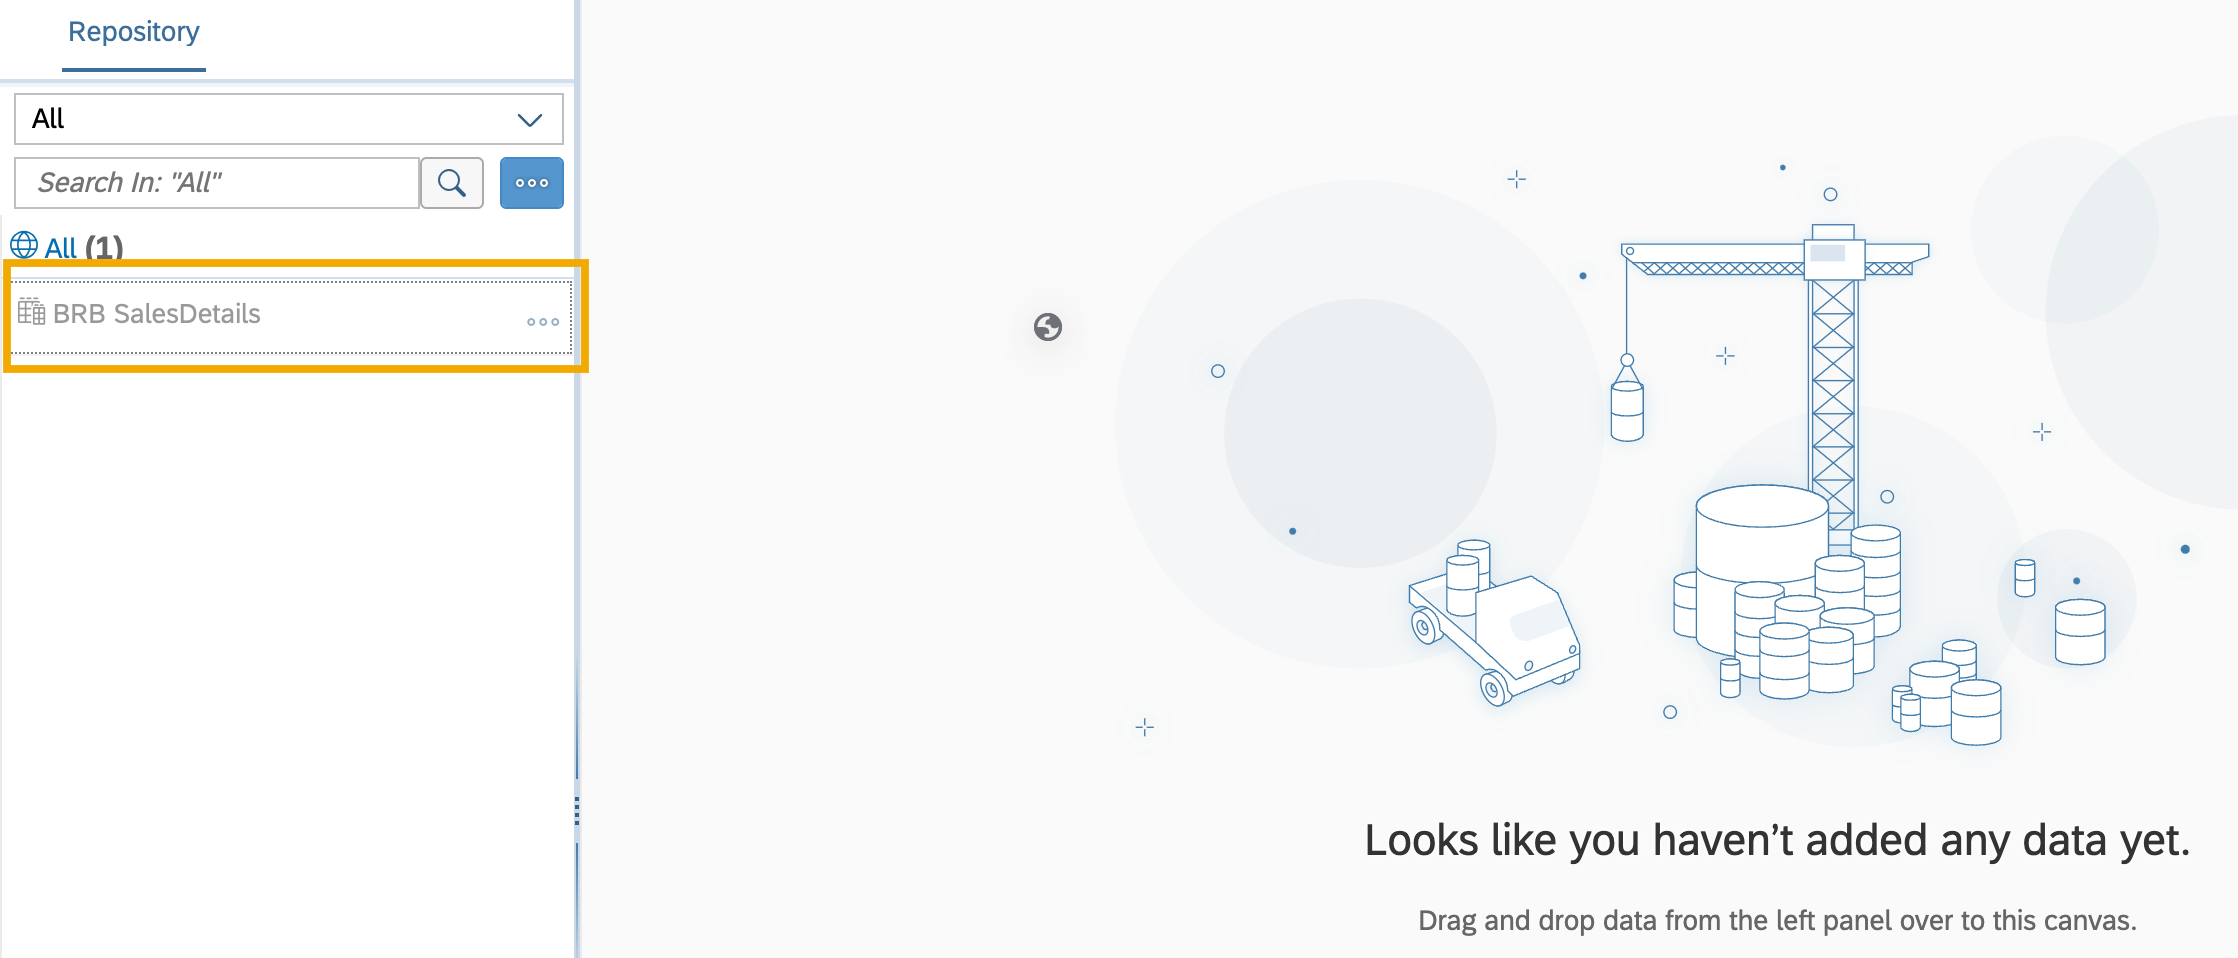 Repository
All
Search In: "All"
All (1)
BRB SalesDetails
Looks like you haven’t added any data yet.
Drag and drop data from the left panel over to this canvas.